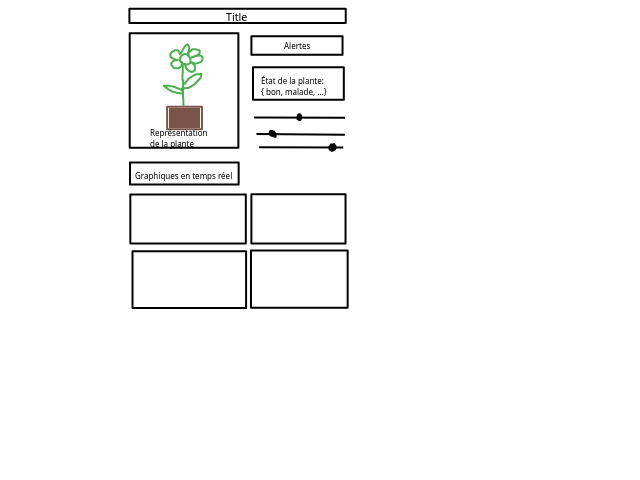 Title
Alertes
État de la plante:
{ bon, malade, ...}
Représentation
de la plante
Graphiques en temps réel